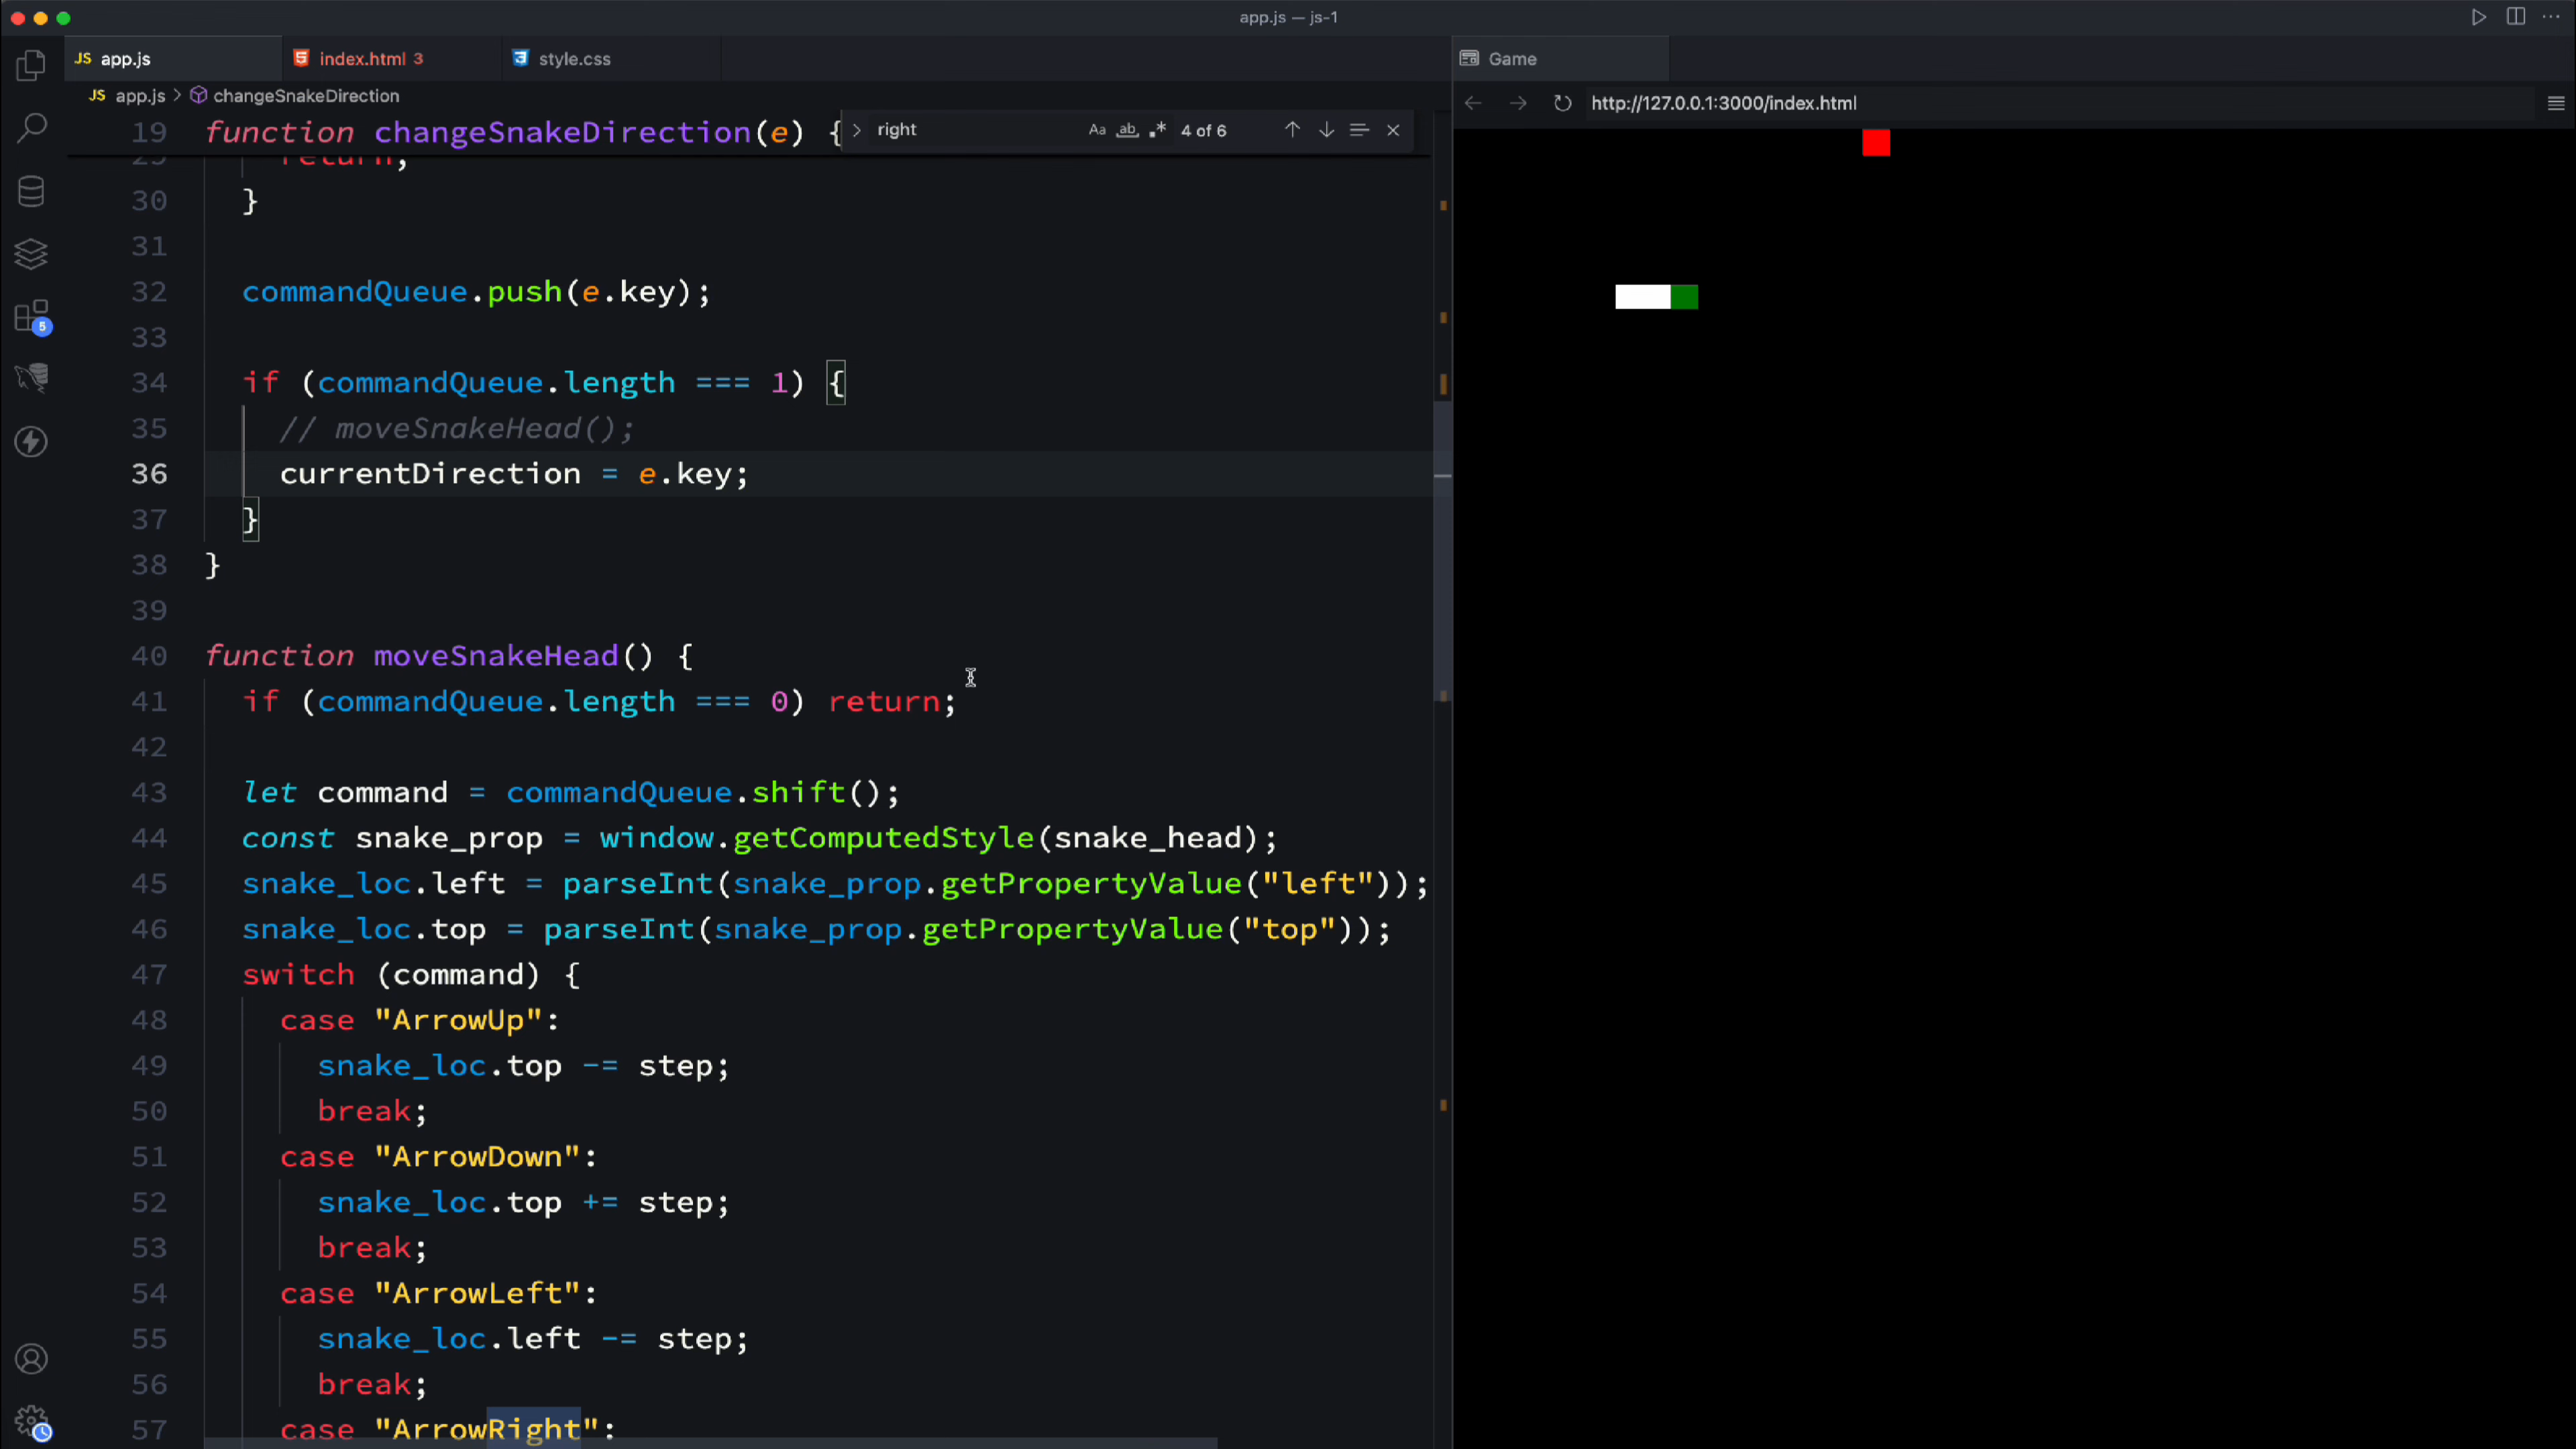 app.js — js-1
JS app.js
index.html 3
style.css
Game
JS app.js > changeSnakeDirection
http://127.0.0.1:3000/index.html
19 function changeSnakeDirection(e) {
right
Aa ab .* 4 of 6
return;
30 }
31
32 commandQueue.push(e.key);
33
34 if (commandQueue.length === 1) {
35 // moveSnakeHead();
36 currentDirection = e.key;
37 }
38 }
39
40 function moveSnakeHead() {
41 if (commandQueue.length === 0) return;
42
43 let command = commandQueue.shift();
44 const snake_prop = window.getComputedStyle(snake_head);
45 snake_loc.left = parseInt(snake_prop.getPropertyValue("left"));
46 snake_loc.top = parseInt(snake_prop.getPropertyValue("top"));
47 switch (command) {
48 case "ArrowUp":
49 snake_loc.top -= step;
50 break;
51 case "ArrowDown":
52 snake_loc.top += step;
53 break;
54 case "ArrowLeft":
55 snake_loc.left -= step;
56 break;
57 case "ArrowRight":
5